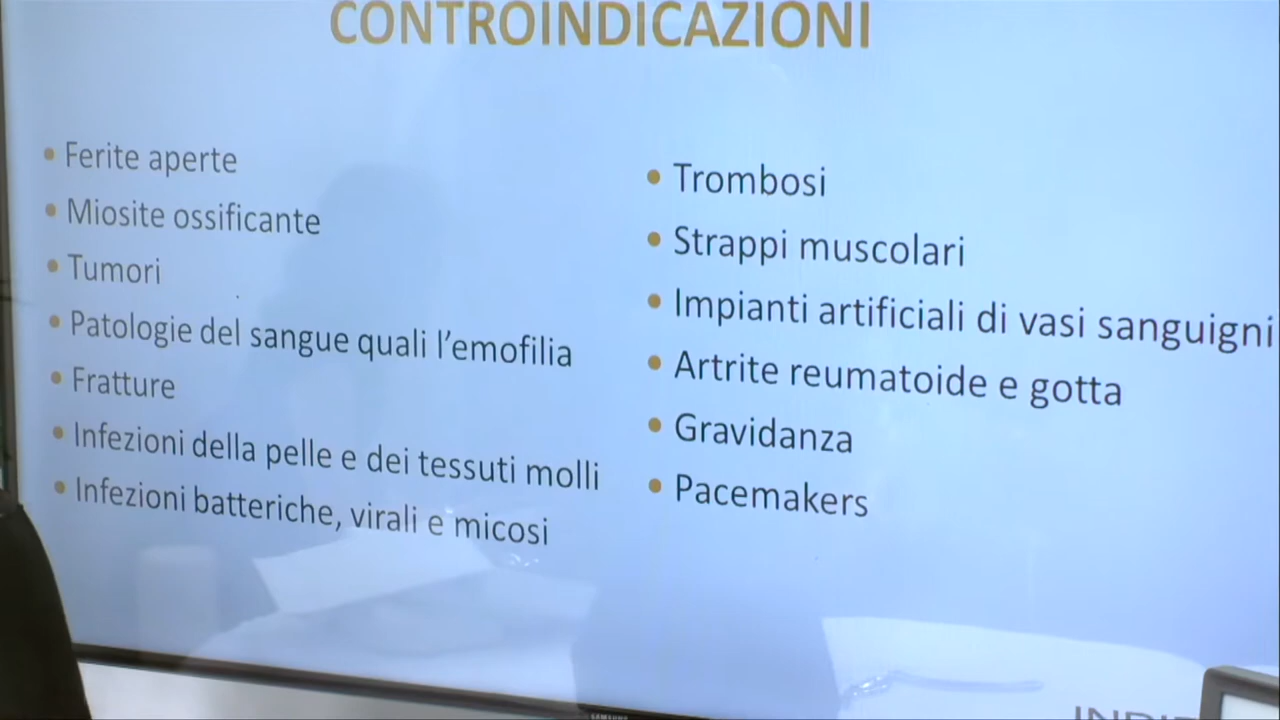 CONTROINDICAZIONI
• Ferite aperte
• Miosite ossificante
• Tumori
• Patologie del sangue quali l’emofilia
• Fratture
• Infezioni della pelle e dei tessuti molli
• Infezioni batteriche, virali e micosi
• Trombosi
• Strappi muscolari
• Impianti artificiali di vasi sanguigni
• Artrite reumatoide e gotta
• Gravidanza
• Pacemakers
SAMSUNG